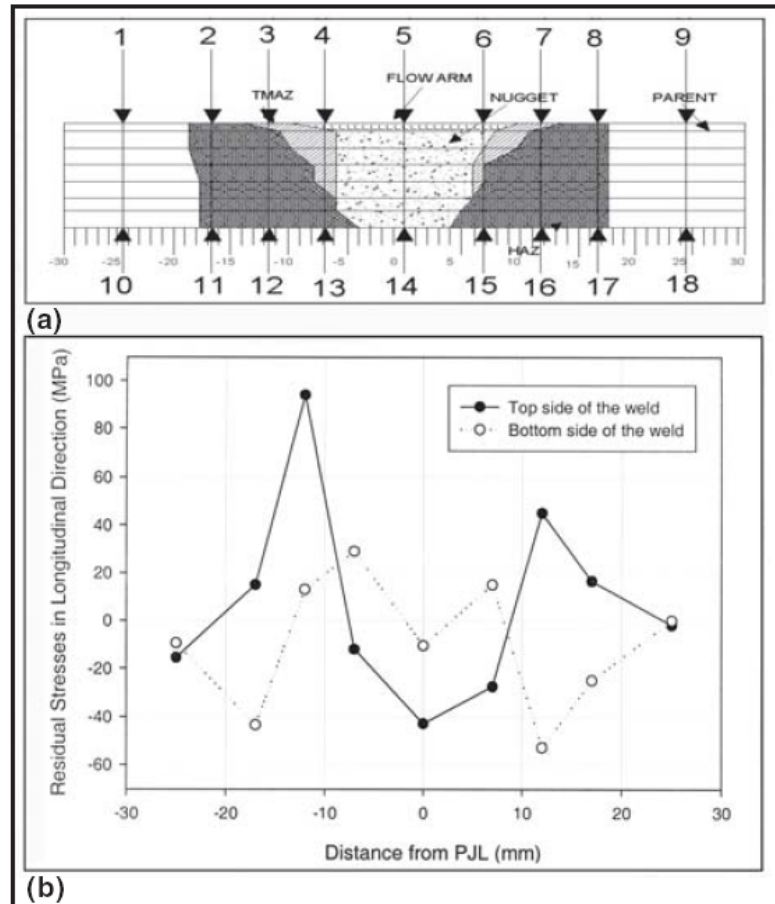 1 2 3 4 5 6 7 8 9
TMAZ FLOW ARM NUGGET PARENT
HAZ
-30 -25 -20 -15 -10 -5 0 5 10 15 20 25 30
10 11 12 13 14 15 16 17 18
(a)
Residual Stresses in Longitudinal Direction (MPa)
100
80
60
40
20
0
-20
-40
-60
Top side of the weld
Bottom side of the weld
-30 -20 -10 0 10 20 30
Distance from PJL (mm)
(b)